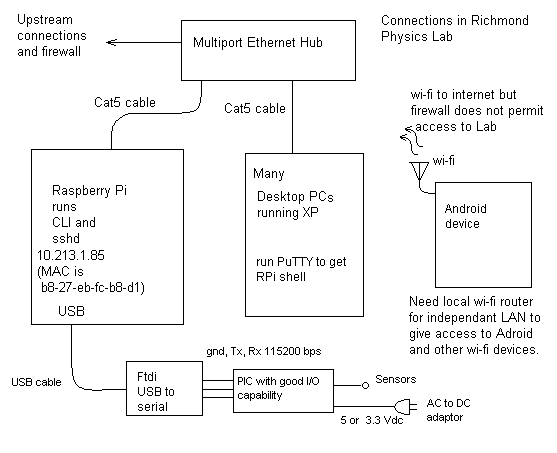 Upstream
connections
and firewall
Multiport Ethernet Hub
Connections in Richmond
Physics Lab
Cat5 cable
Cat5 cable
wi-fi to internet but
firewall does not permit
access to Lab
wi-fi
Raspberry Pi
runs
CLI and
sshd
10.213.1.85
(MAC is
b8-27-eb-fc-b8-d1)
USB
Many
Desktop PCs
running XP
run PuTTY to get
RPi shell
Android
device
Need local wi-fi router
for independant LAN to
give access to Adroid
and other wi-fi devices.
gnd, Tx, Rx 115200 bps
USB cable
Ftdi
USB to
serial
PIC with good I/O
capability
Sensors
5 or 3.3 Vdc
AC to DC
adaptor